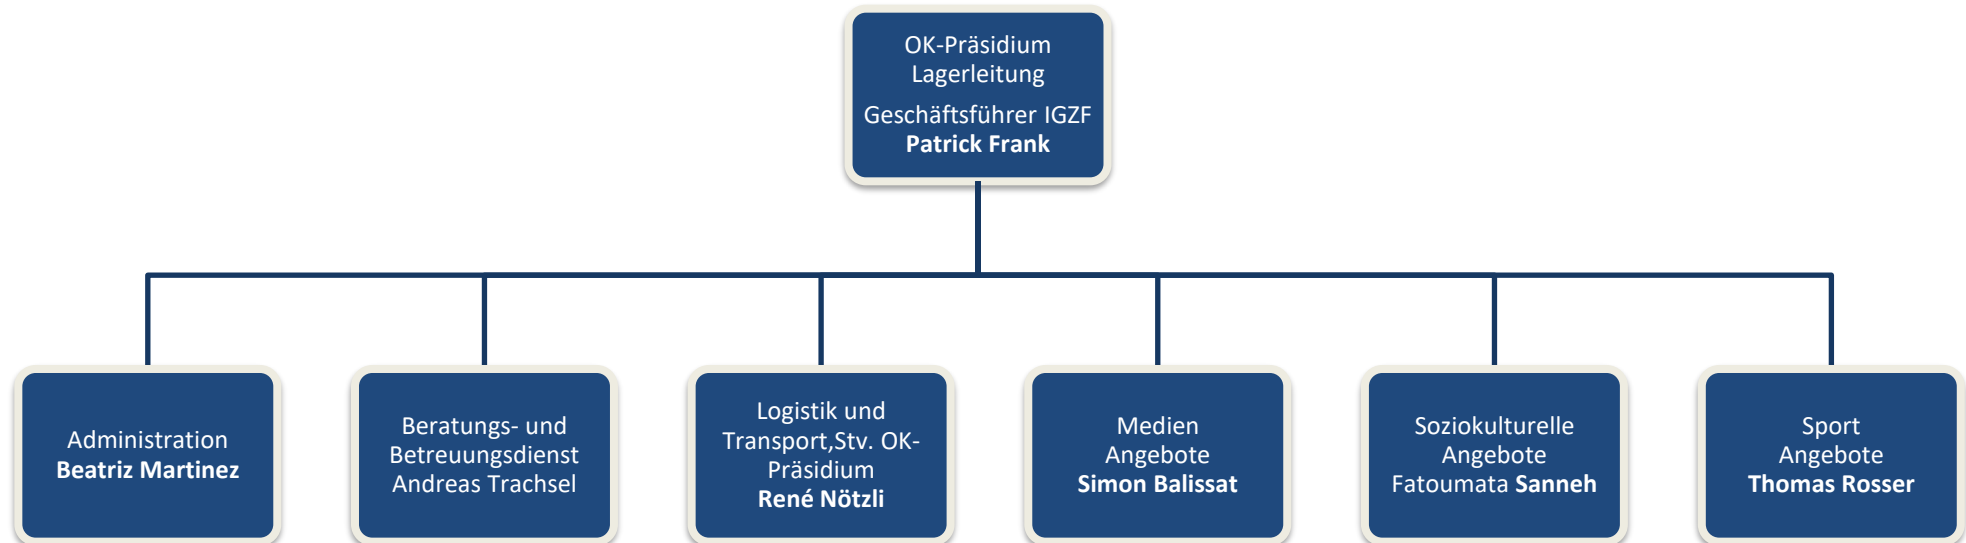 OK-Präsidium
Lagerleitung
Geschäftsführer IGZF
Patrick Frank
Administration
Beatriz Martinez
Beratungs- und
Betreuungsdienst
Andreas Trachsel
Logistik und
Transport,Stv. OK-
Präsidium
René Nötzli
Medien
Angebote
Simon Balissat
Soziokulturelle
Angebote
Fatoumata Sanneh
Sport
Angebote
Thomas Rosser